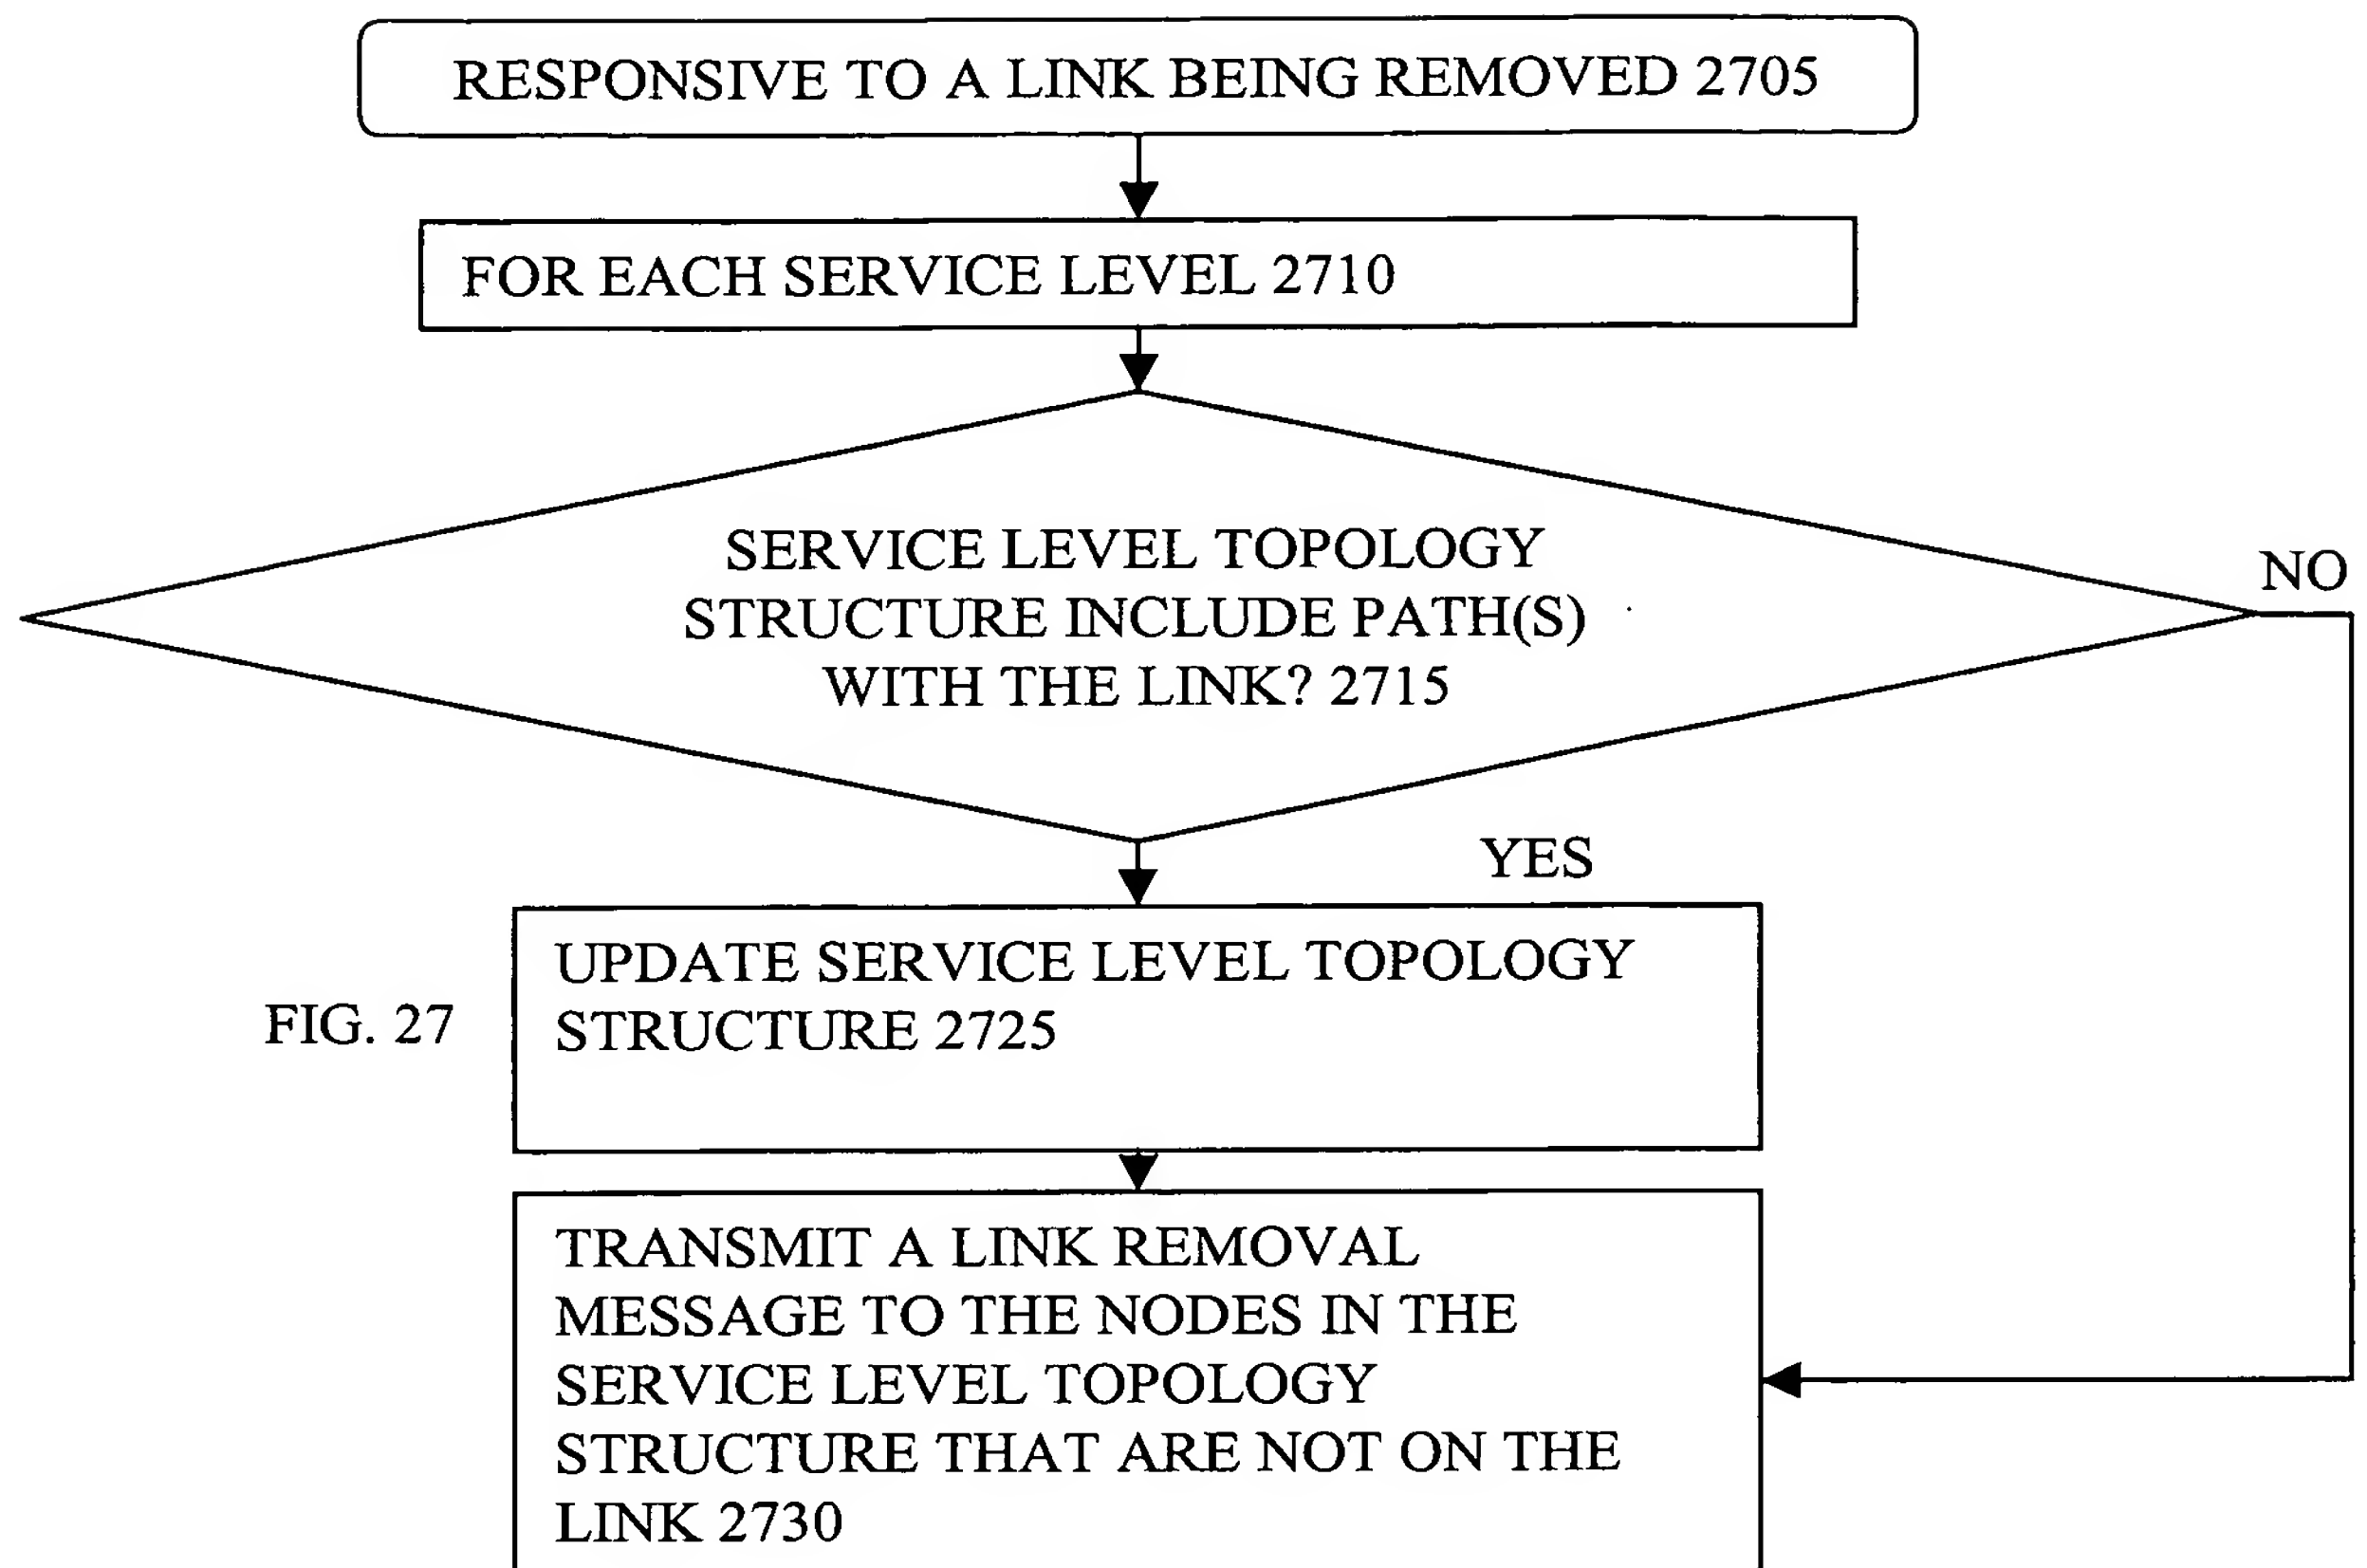 RESPONSIVE TO A LINK BEING REMOVED 2705
FOR EACH SERVICE LEVEL 2710
SERVICE LEVEL TOPOLOGY
STRUCTURE INCLUDE PATH(S)
WITH THE LINK? 2715
NO
YES
UPDATE SERVICE LEVEL TOPOLOGY
STRUCTURE 2725
FIG. 27
TRANSMIT A LINK REMOVAL
MESSAGE TO THE NODES IN THE
SERVICE LEVEL TOPOLOGY
STRUCTURE THAT ARE NOT ON THE
LINK 2730